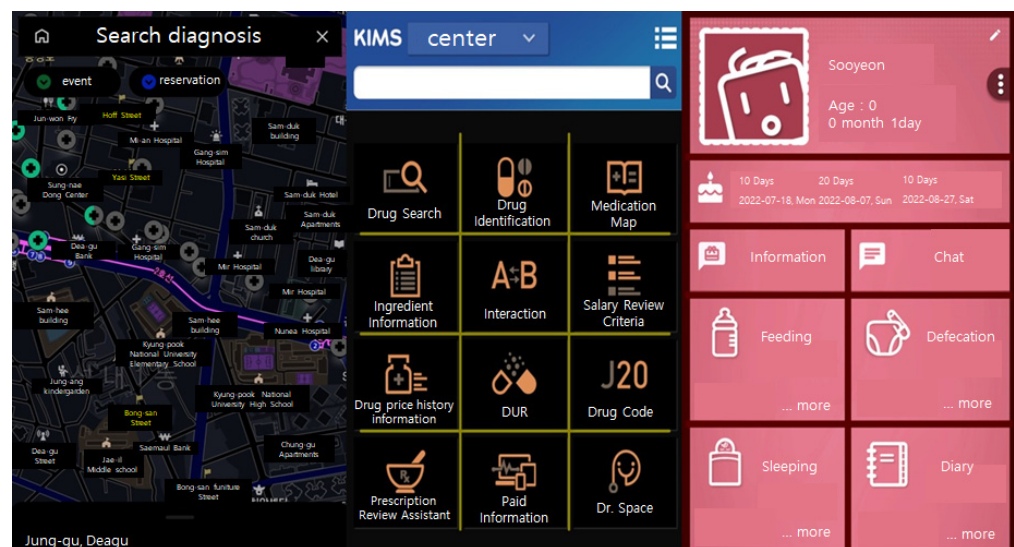 Search diagnosis
event
reservation
Jun-won Fry
Hoff Street
Mi-an Hospital
Gang-sim
Hospital
Sam-duk
building
대
Sung-nae
Dong Center
Yasi Street
Sam-duk Hotel
Sam-duk
church
Sam-duk
Apartments
Dea-gu
Bank
Gang-sim
Hospital
Mir Hospital
Dea-gu
library
2호선
Mir Hospital
Sam-hee
building
Sam-hee
building
Nunea Hospital
Kyung-pook
National University
Elementary School
Jung-ang
kindergarden
Kyung-pook National
University High School
Bong-san
Street
Dea-gu
Street
Jae-il
Middle school
Saemaul Bank
Chung-gu
Apartments
Bong-san funiture
Street
Jung-gu, Deagu
KIMS center
Drug Search
Drug
Identification
Medication
Map
Ingredient
Information
A B
Interaction
Salary Review
Criteria
Drug price history
information
DUR
J20
Drug Code
Rx
Prescription
Review Assistant
Paid
Information
Dr. Space
Sooyeon
Age : 0
0 month 1day
10 Days 20 Days 10 Days
2022-07-18, Mon 2022-08-07, Sun 2022-08-27, Sat
Information
Chat
Feeding
... more
Defecation
... more
Sleeping
... more
Diary
... more